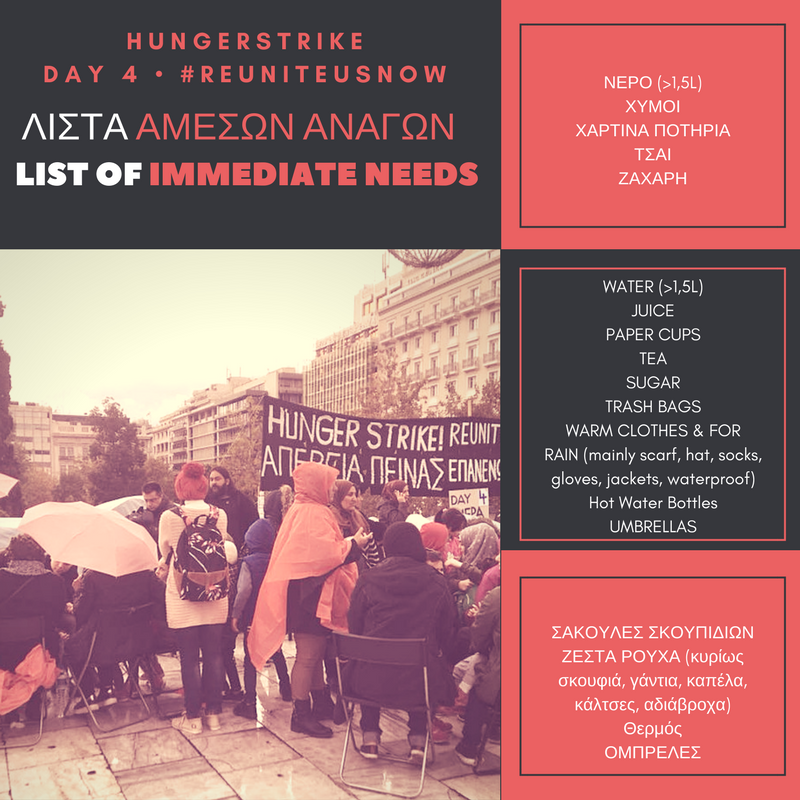 HUNGERSTRIKE
DAY 4 • #REUNITEUSNOW
ΛΙΣΤΑ ΑΜΕΣΩΝ ΑΝΑΓΩΝ
LIST OF IMMEDIATE NEEDS
ΝΕΡΟ (>1,5L)
ΧΥΜΟΙ
ΧΑΡΤΙΝΑ ΠΟΤΗΡΙΑ
ΤΣΑΙ
ΖΑΧΑΡΗ
WATER (>1,5L)
JUICE
PAPER CUPS
TEA
SUGAR
TRASH BAGS
WARM CLOTHES & FOR
RAIN (mainly scarf, hat, socks,
gloves, jackets, waterproof)
Hot Water Bottles
UMBRELLAS
ΣΑΚΟΥΛΕΣ ΣΚΟΥΠΙΔΙΩΝ
ΖΕΣΤΑ ΡΟΥΧΑ (κυρίως
σκουφιά, γάντια, καπέλα,
κάλτσες, αδιάβροχα)
Θερμός
ΟΜΠΡΕΛΕΣ
HUNGER STRIKE! REUNIT
ΑΠΕΡΓΙΑ ΠΕΙΝΑΣ ΕΠΑΝΕΝ
DAY 4